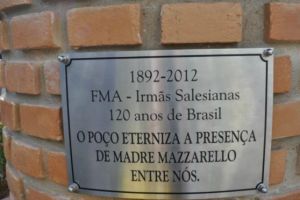 1892-2012
FMA - Irmãs Salesianas
120 anos de Brasil
O POÇO ETERNIZA A PRESENÇA
DE MADRE MAZZARELLO
ENTRE NÓS.